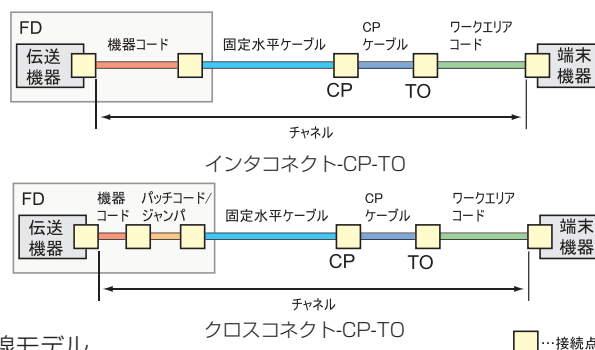 FD
伝送
機器
機器コード
固定水平ケーブル
CP
ケーブル
ワークエリア
コード
端末
機器
CP
TO
チャネル
インタコネクト-CP-TO
FD
伝送
機器
機器
コード
パッチコード/
ジャンパ
固定水平ケーブル
CP
ケーブル
ワークエリア
コード
端末
機器
CP
TO
チャネル
クロスコネクト-CP-TO
線モデル
…接続点